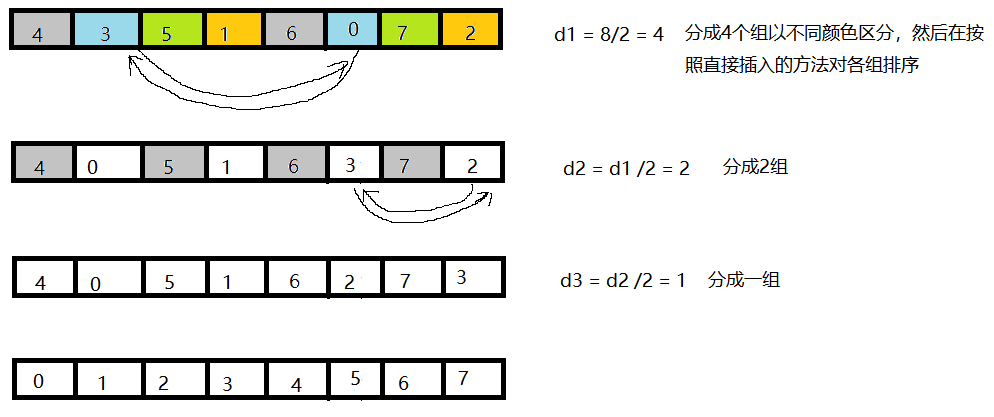 4 3 5 1 6 0 7 2
d1 = 8/2 = 4 分成4个组以不同颜色区分，然后在按
照直接插入的方法对各组排序
4 0 5 1 6 3 7 2
d2 = d1 /2 = 2 分成2组
4 0 5 1 6 2 7 3
d3 = d2 /2 = 1 分成一组
0 1 2 3 4 5 6 7